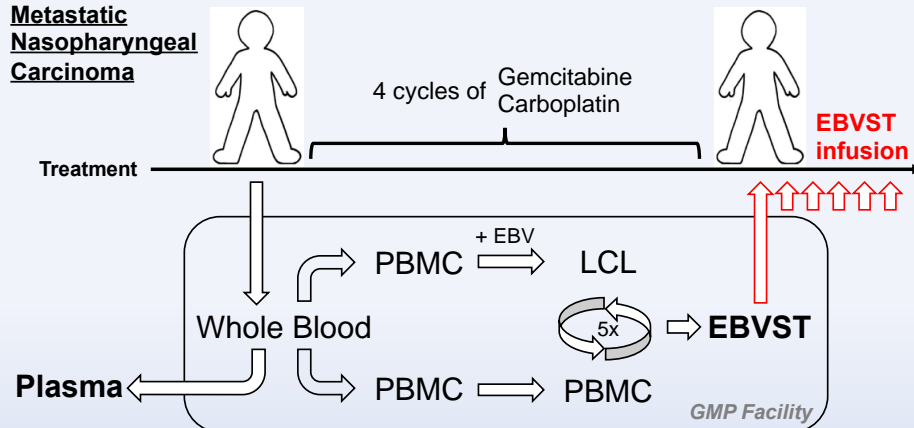 Metastatic
Nasopharyngeal
Carcinoma
4 cycles of Gemcitabine
Carboplatin
EBVST
infusion
Treatment
PBMC + EBV LCL
Whole Blood 5x EBVST
Plasma PBMC PBMC
GMP Facility